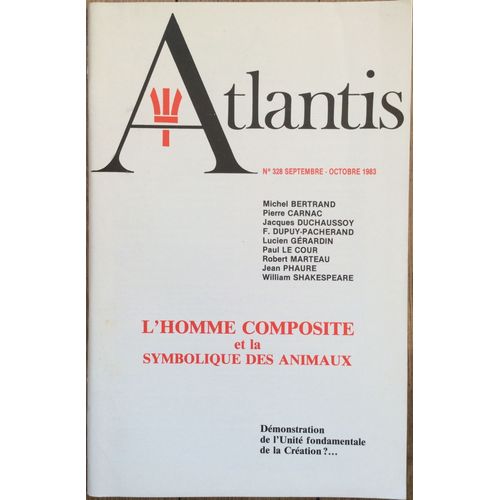 Atlantis
N° 328 SEPTEMBRE - OCTOBRE 1983
Michel BERTRAND
Pierre CARNAC
Jacques DUCHAUSSOY
F. DUPUY-PACHERAND
Lucien GÉRARDIN
Paul LE COUR
Robert MARTEAU
Jean PHAURE
William SHAKESPEARE
L'HOMME COMPOSITE
et la
SYMBOLIQUE DES ANIMAUX
Démonstration
de l'Unité fondamentale
de la Création ?...